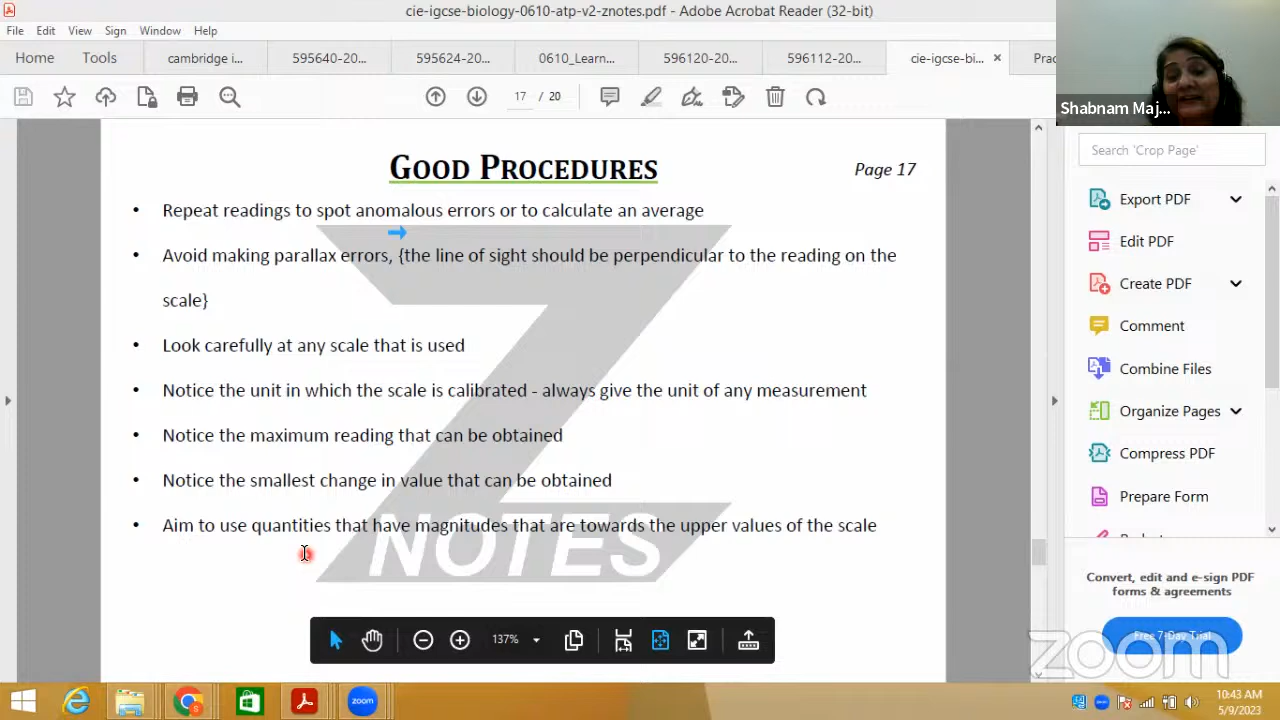 cie-igcse-biology-0610-atp-v2-znotes.pdf - Adobe Acrobat Reader (32-bit)
File Edit View Sign Window Help
Home Tools cambridge i... 595640-20... 595624-20... 0610_Learn... 596120-20... 596112-20... cie-igcse-bi... × Prac
17 / 20
Shabnam Maj...
GOOD PROCEDURES
Page 17
• Repeat readings to spot anomalous errors or to calculate an average
• Avoid making parallax errors, {the line of sight should be perpendicular to the reading on the
scale}
• Look carefully at any scale that is used
• Notice the unit in which the scale is calibrated - always give the unit of any measurement
• Notice the maximum reading that can be obtained
• Notice the smallest change in value that can be obtained
• Aim to use quantities that have magnitudes that are towards the upper values of the scale
NOTES
137%
Search 'Crop Page'
Export PDF
Edit PDF
Create PDF
Comment
Combine Files
Organize Pages
Compress PDF
Prepare Form
Convert, edit and e-sign PDF
forms & agreements
Free 7-Day Trial
zoom
zoom
10:43 AM
5/9/2023